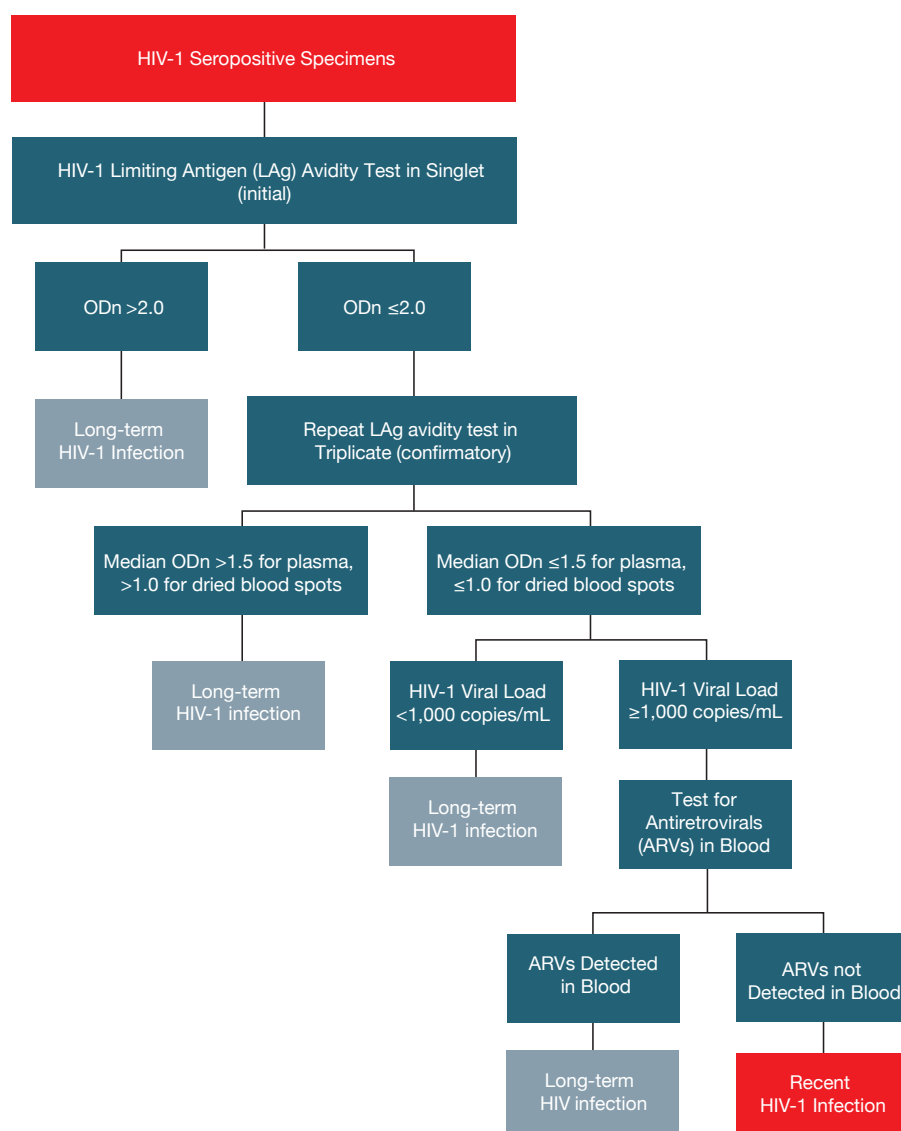 HIV-1 Seropositive Specimens
HIV-1 Limiting Antigen (LAg) Avidity Test in Singlet
(initial)
ODn >2.0
ODn ≤2.0
Long-term
HIV-1 Infection
Repeat LAg avidity test in
Triplicate (confirmatory)
Median ODn >1.5 for plasma,
>1.0 for dried blood spots
Median ODn ≤1.5 for plasma,
≤1.0 for dried blood spots
Long-term
HIV-1 infection
HIV-1 Viral Load
<1,000 copies/mL
HIV-1 Viral Load
≥1,000 copies/mL
Long-term
HIV-1 infection
Test for
Antiretrovirals
(ARVs) in Blood
ARVs Detected
in Blood
ARVs not
Detected in Blood
Long-term
HIV infection
Recent
HIV-1 Infection